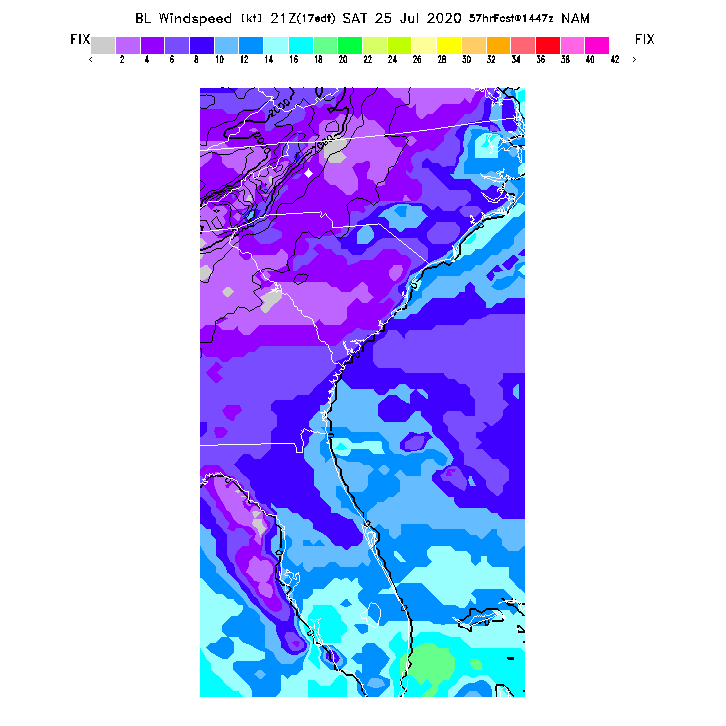 BL Windspeed [kt] 21Z(17edt) SAT 25 Jul 2020 57hrFcst@1447z NAM
FIX FIX
< 2 4 6 8 10 12 14 16 18 20 22 24 26 28 30 32 34 36 38 40 42 >